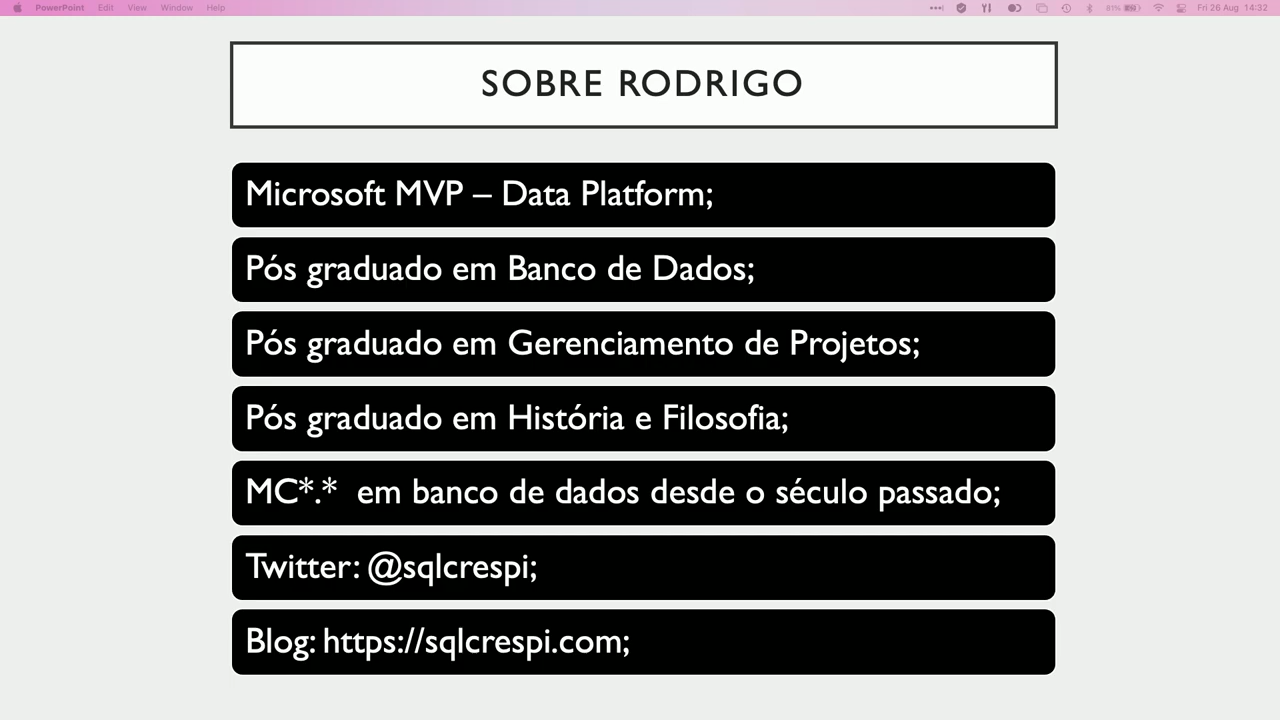 PowerPoint Edit View Window Help 81% Fri 26 Aug 14:32
SOBRE RODRIGO
Microsoft MVP – Data Platform;
Pós graduado em Banco de Dados;
Pós graduado em Gerenciamento de Projetos;
Pós graduado em História e Filosofia;
MC*.* em banco de dados desde o século passado;
Twitter: @sqlcrespi;
Blog: https://sqlcrespi.com;